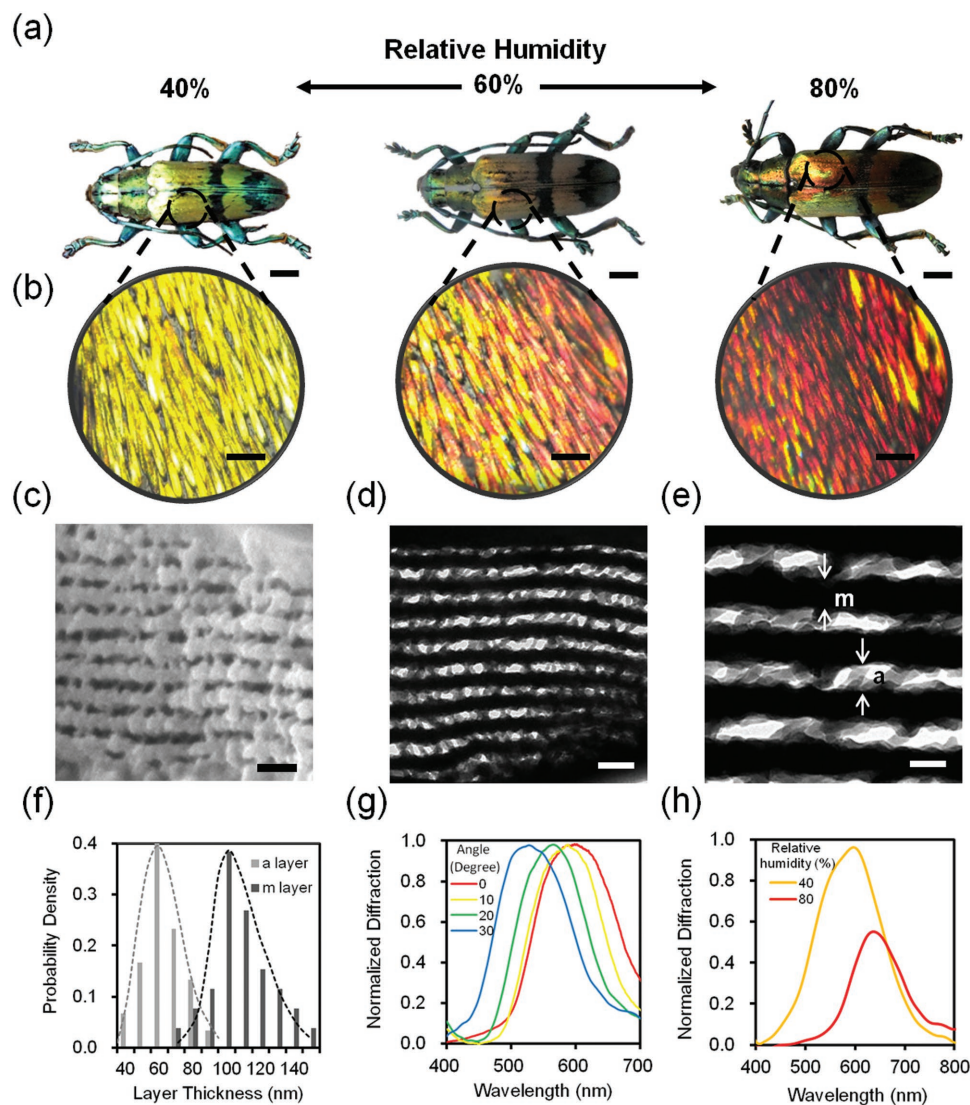 (a)
Relative Humidity
40%
60%
80%
(b)
(c)
(d)
(e)
m
a
(f)
(g)
(h)
0.4
0.3
0.2
0.1
0.0
Probability Density
a layer
m layer
40 60 80 100 120 140
Layer Thickness (nm)
1.0
0.8
0.6
0.4
0.2
0.0
Normalized Diffraction
Angle
(Degree)
0
10
20
30
400 500 600 700
Wavelength (nm)
1.0
0.8
0.6
0.4
0.2
0.0
Normalized Diffraction
Relative
humidity (%)
40
80
400 500 600 700 800
Wavelength (nm)